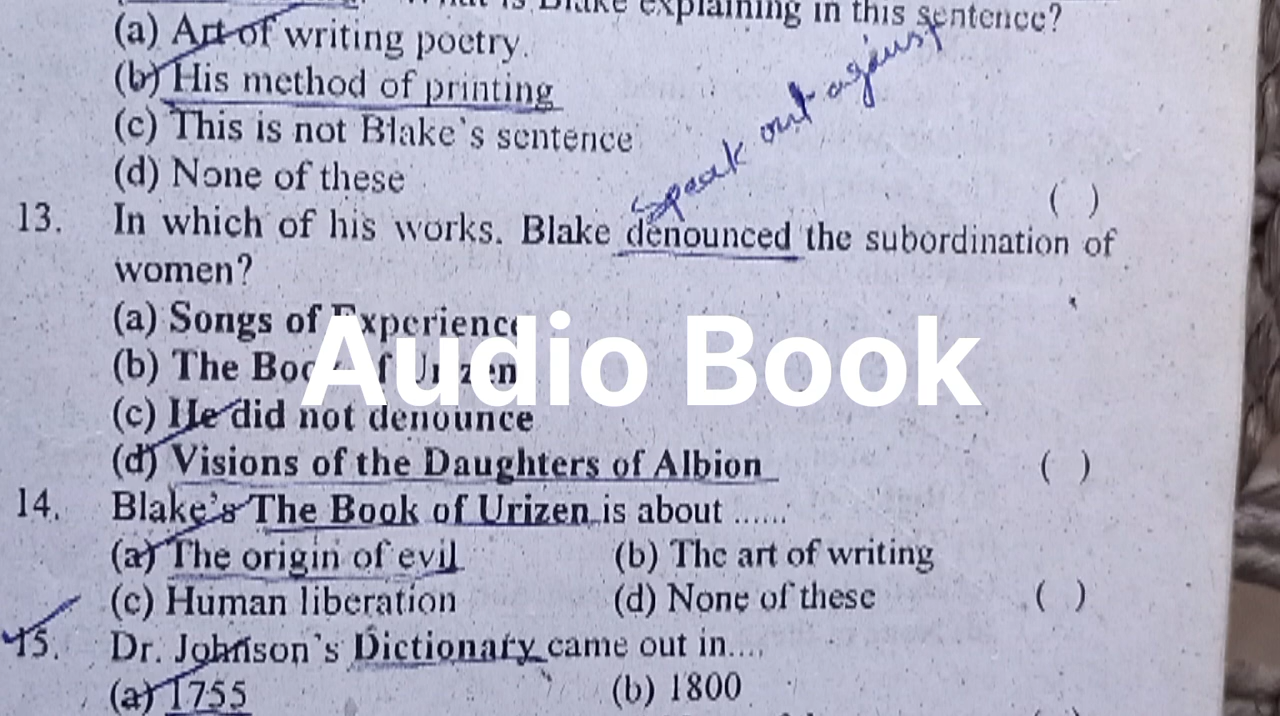 is Blake explaining in this sentence?
(a) Art of writing poetry.
(b) His method of printing
(c) This is not Blake's sentence
(d) None of these
( )
speak out against
13. In which of his works. Blake denounced the subordination of
women?
(a) Songs of Experience
(b) The Book of Urizen
(c) He did not denounce
(d) Visions of the Daughters of Albion ( )
Audio Book
14. Blake's The Book of Urizen is about ......
(a) The origin of evil (b) The art of writing
(c) Human liberation (d) None of these ( )
15. Dr. Johnson's Dictionary came out in....
(a) 1755 (b) 1800